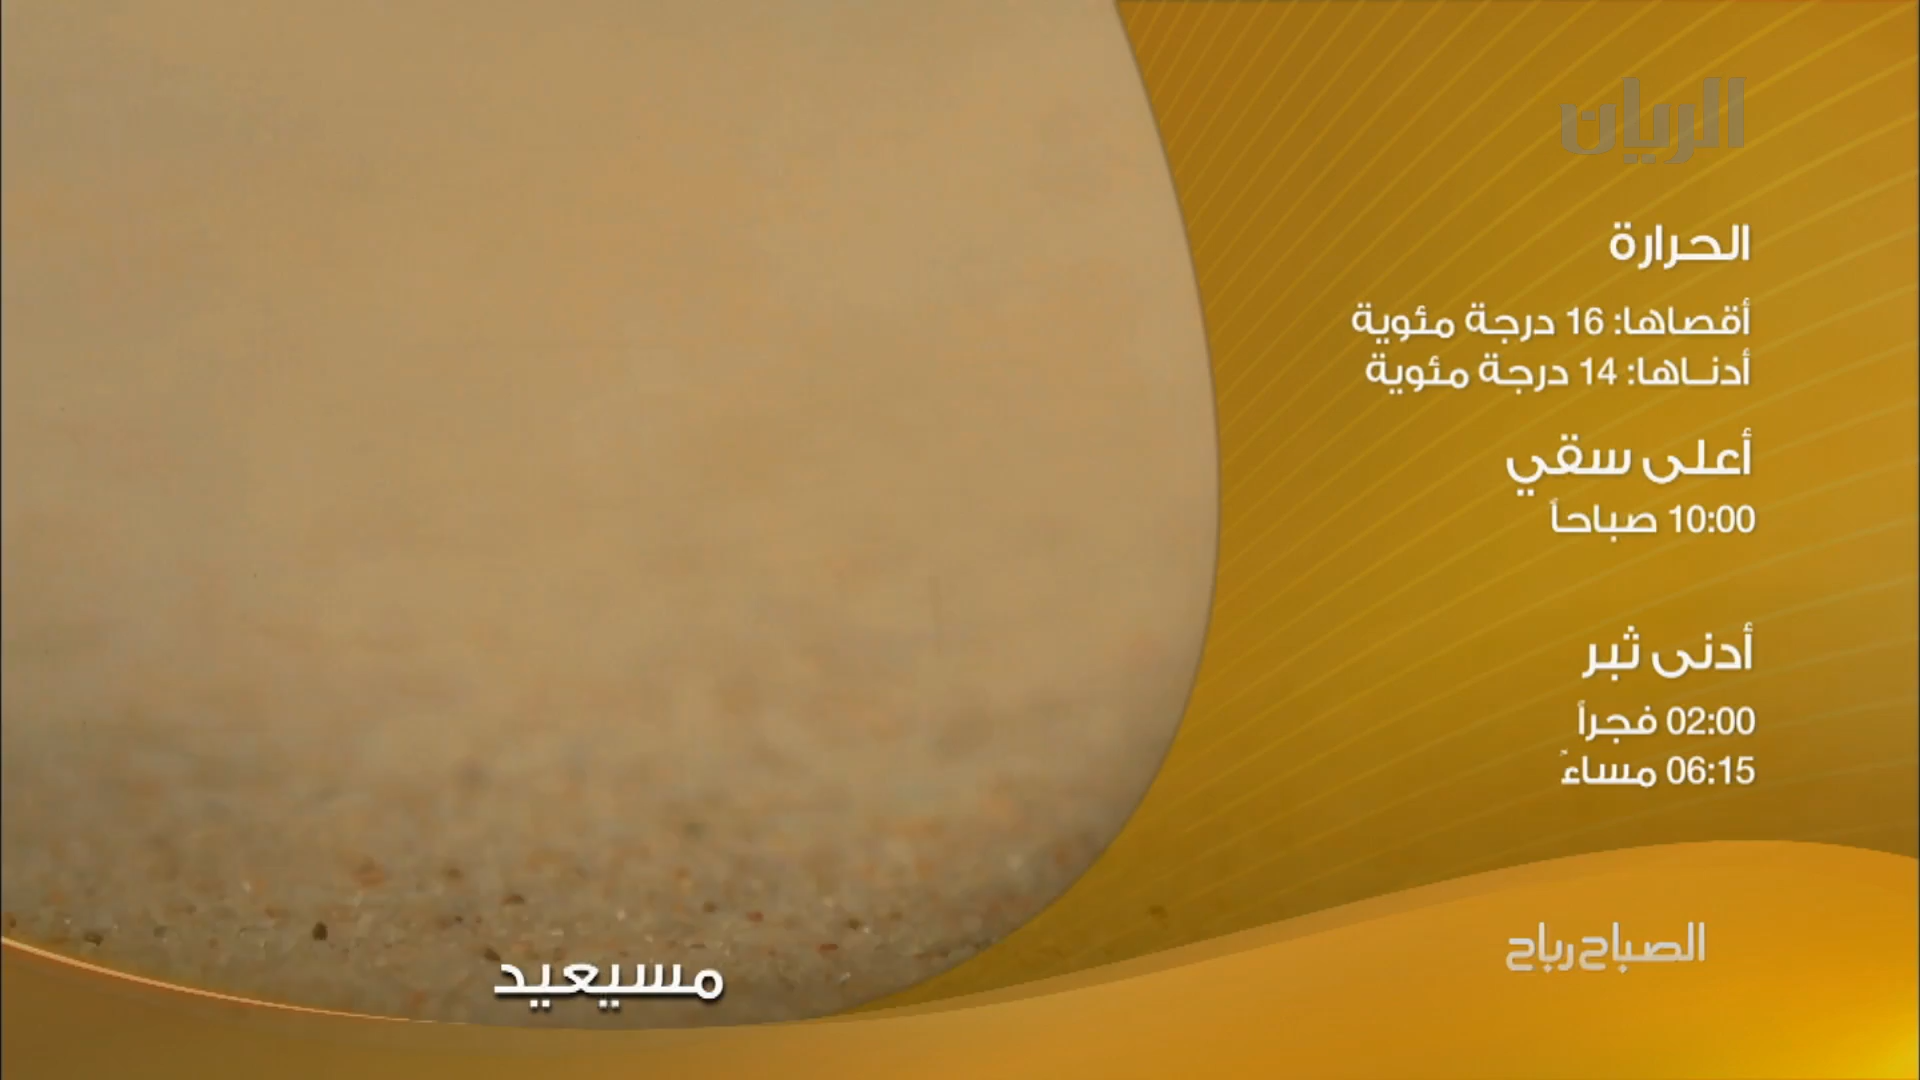 الريان
الحرارة
أقصاها: 16 درجة مئوية
أدنـاها: 14 درجة مئوية
أعلى سقي
10:00 صباحاً
أدنى ثبر
02:00 فجراً
06:15 مساءً
الصباح رباح
مسيعيد